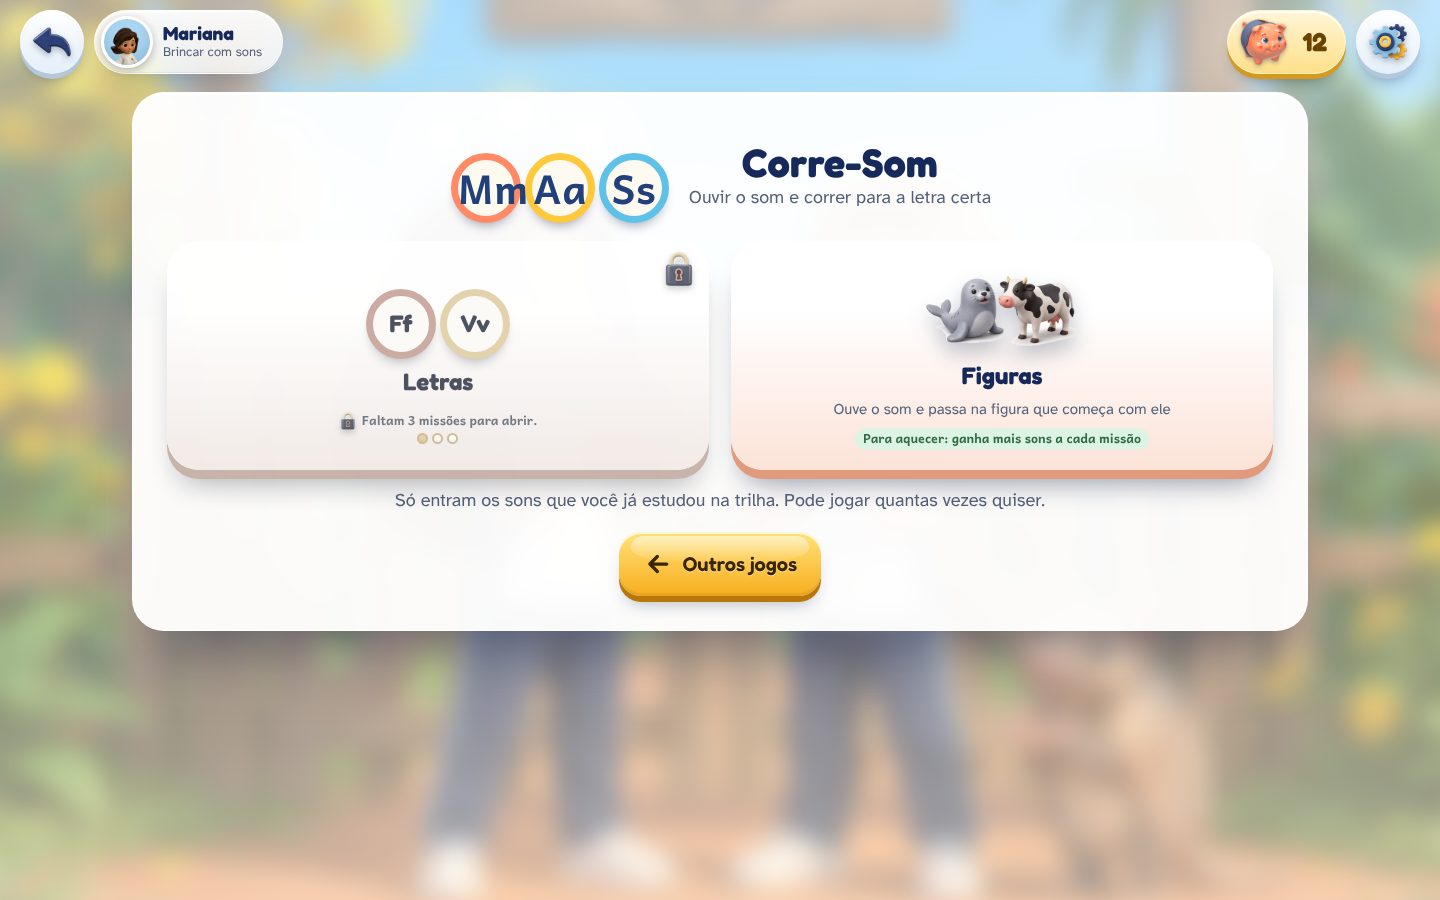 Mariana
Brincar com sons
12
Mm Aa Ss
Corre-Som
Ouvir o som e correr para a letra certa
Ff Vv
Letras
Faltam 3 missões para abrir.
Figuras
Ouve o som e passa na figura que começa com ele
Para aquecer: ganha mais sons a cada missão
Só entram os sons que você já estudou na trilha. Pode jogar quantas vezes quiser.
← Outros jogos